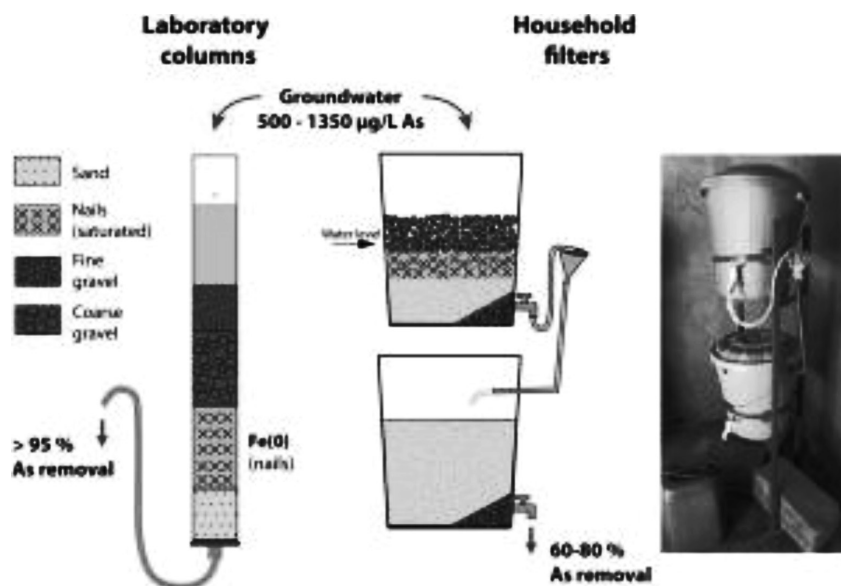 Laboratory
columns
Household
filters
Groundwater
500 - 1350 µg/L As
Sand
Nails
(saturated)
Fine
gravel
Coarse
gravel
Water level
> 95 %
As removal
Fe(0)
(nails)
60-80 %
As removal